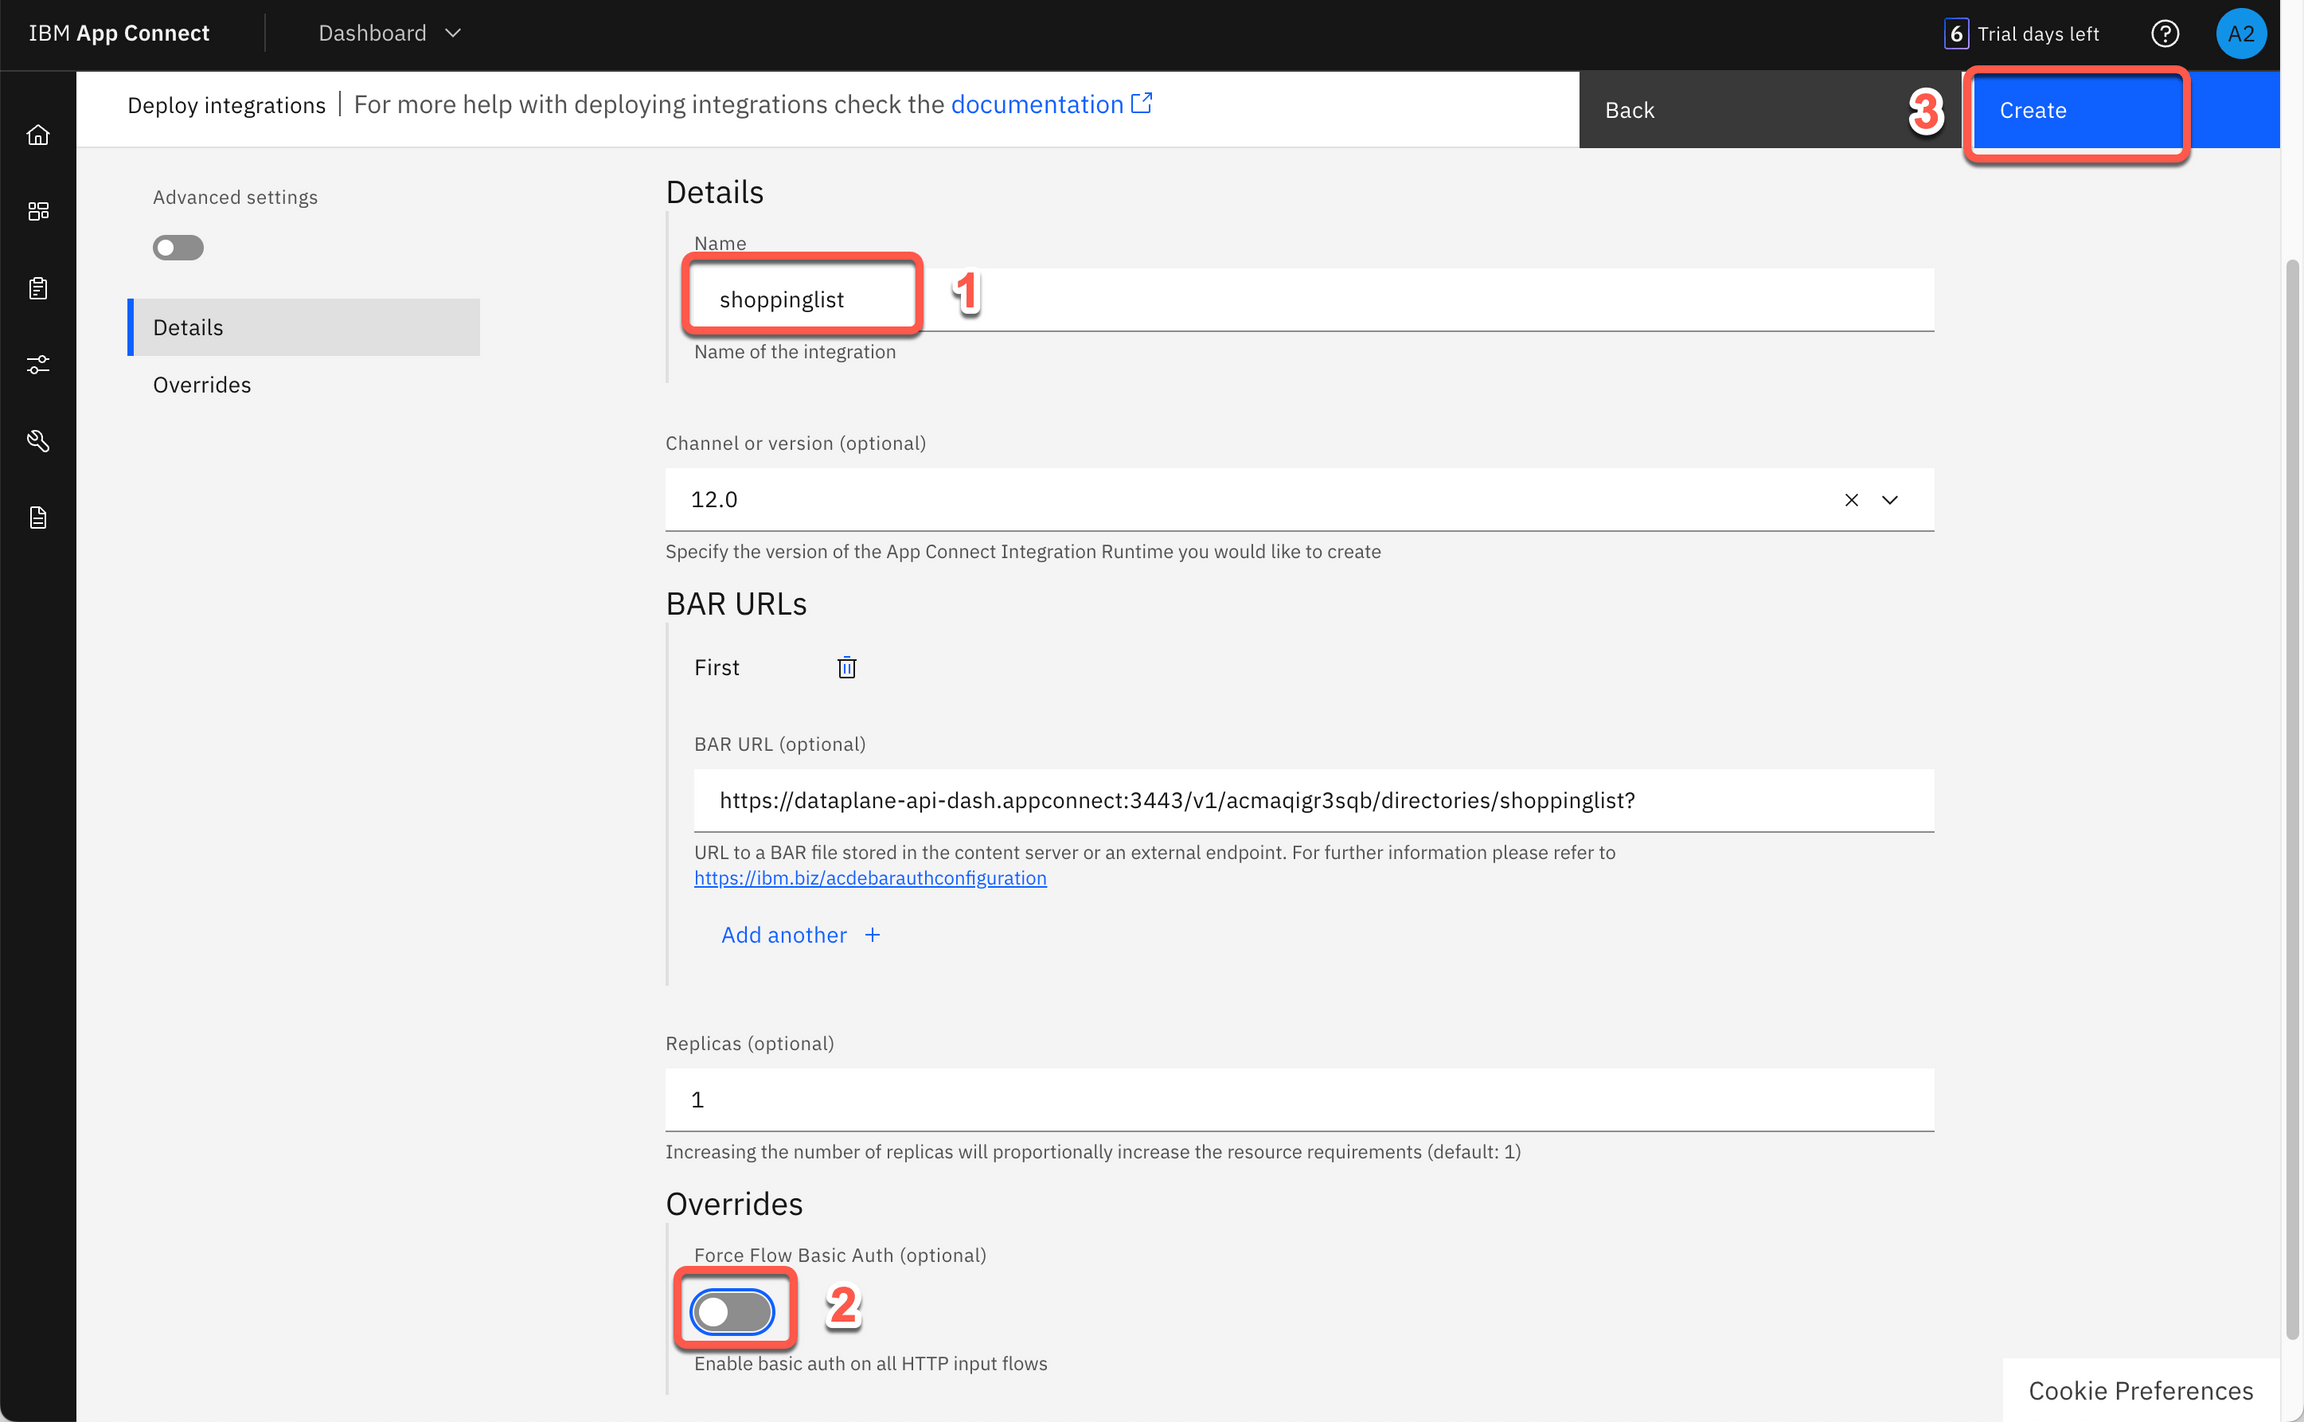 IBM App Connect
Dashboard
6 Trial days left
A2
Deploy integrations | For more help with deploying integrations check the documentation
Back
3
Create
Advanced settings
Details
Overrides
Details
Name
shoppinglist
1
Name of the integration
Channel or version (optional)
12.0
Specify the version of the App Connect Integration Runtime you would like to create
BAR URLs
First
BAR URL (optional)
https://dataplane-api-dash.appconnect:3443/v1/acmaqigr3sqb/directories/shoppinglist?
URL to a BAR file stored in the content server or an external endpoint. For further information please refer to
https://ibm.biz/acdebarauthconfiguration
Add another +
Replicas (optional)
1
Increasing the number of replicas will proportionally increase the resource requirements (default: 1)
Overrides
Force Flow Basic Auth (optional)
2
Enable basic auth on all HTTP input flows
Cookie Preferences